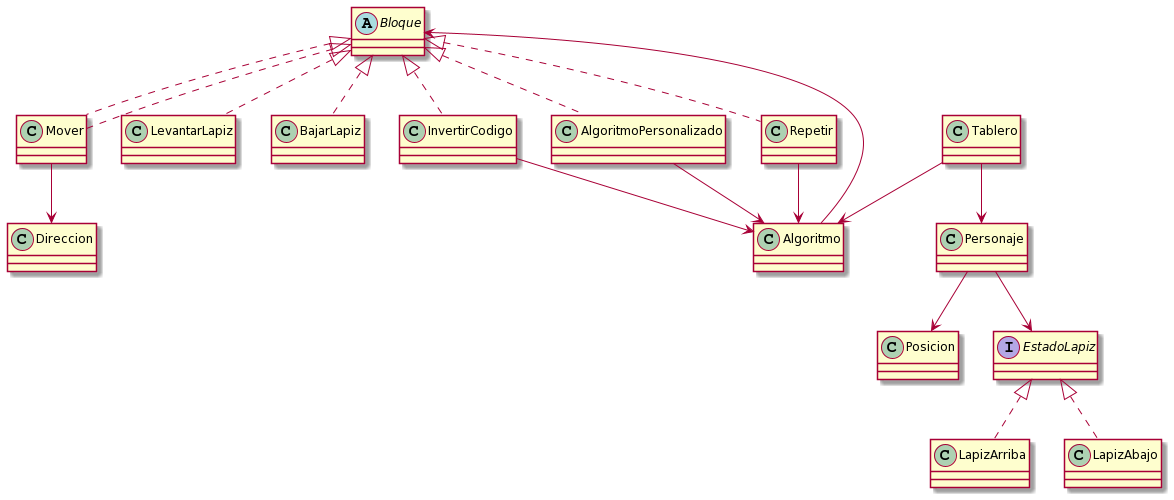 A Bloque
C Mover
C LevantarLapiz
C BajarLapiz
C InvertirCodigo
C AlgoritmoPersonalizado
C Repetir
C Tablero
C Direccion
C Algoritmo
C Personaje
C Posicion
I EstadoLapiz
C LapizArriba
C LapizAbajo